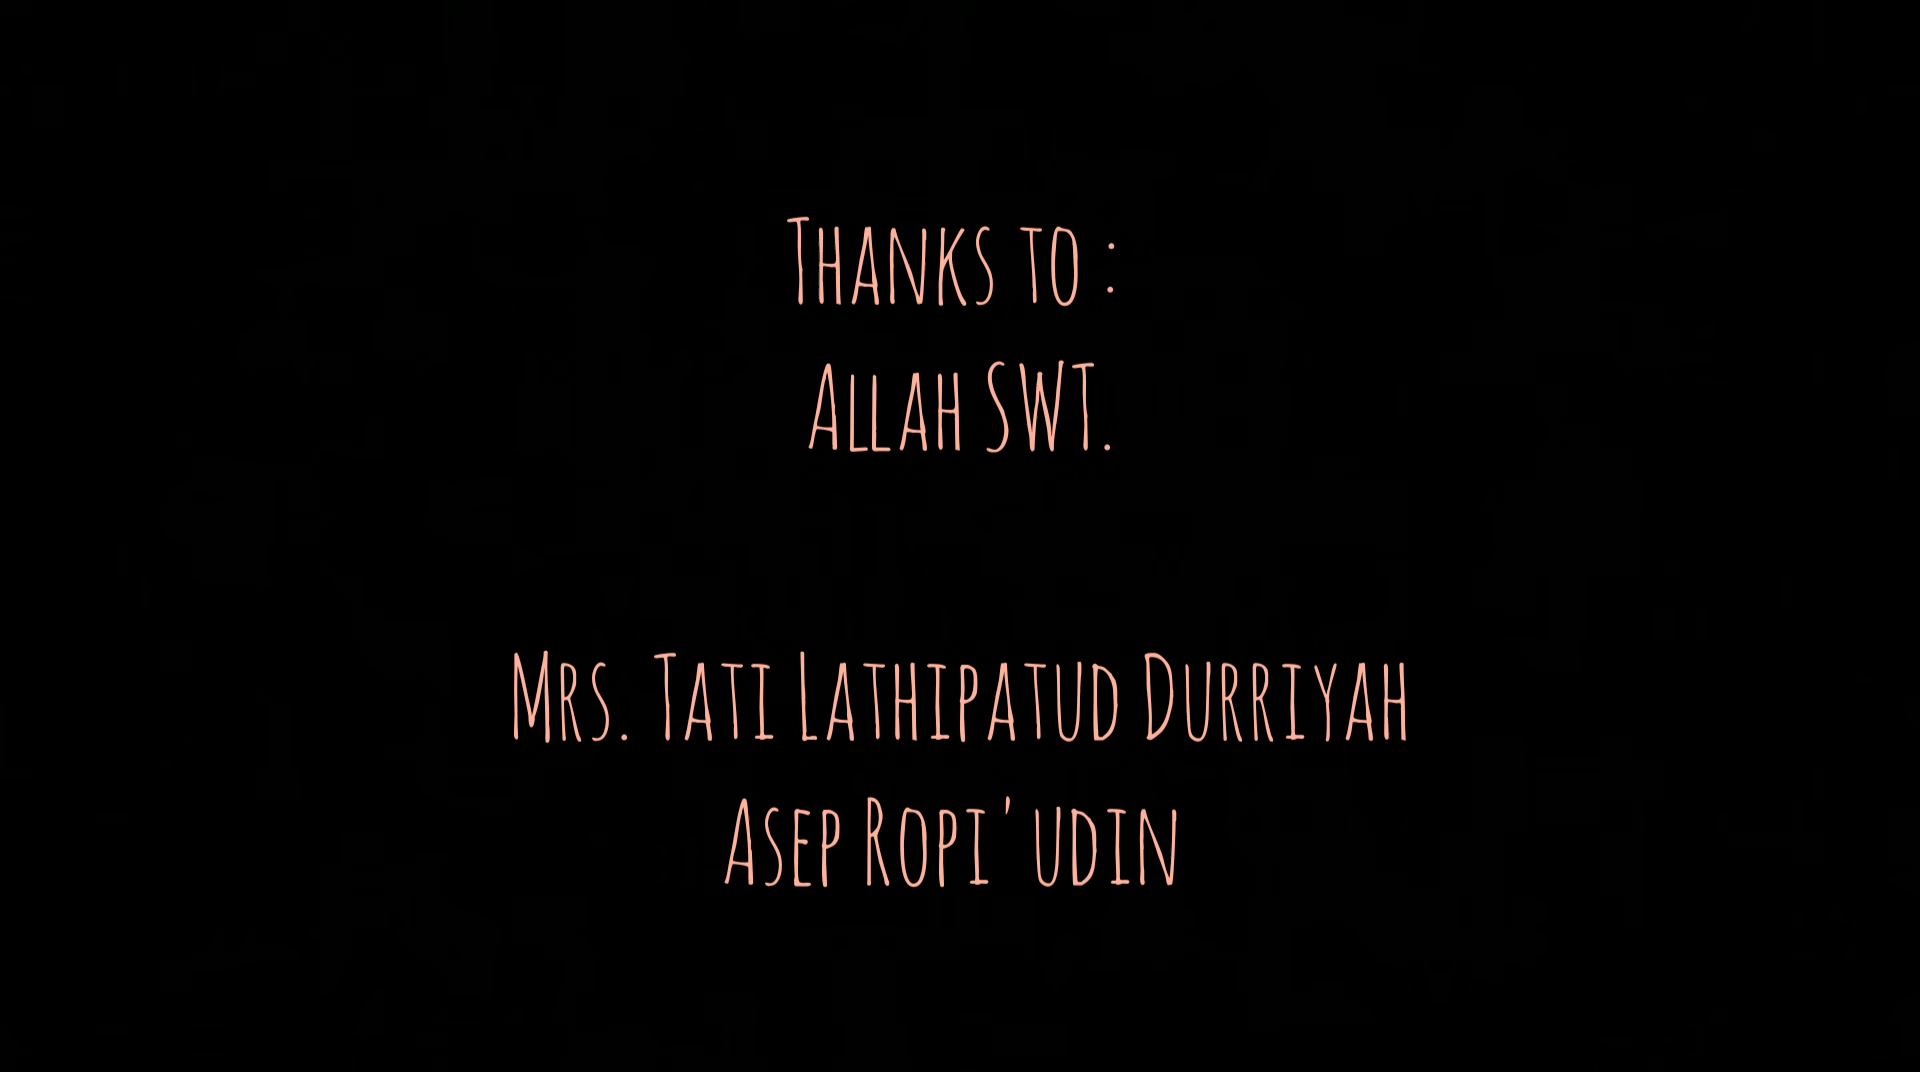 Thanks to :
Allah SWT.
Mrs. Tati Lathipatud Durriyah
Asep Ropi'udin